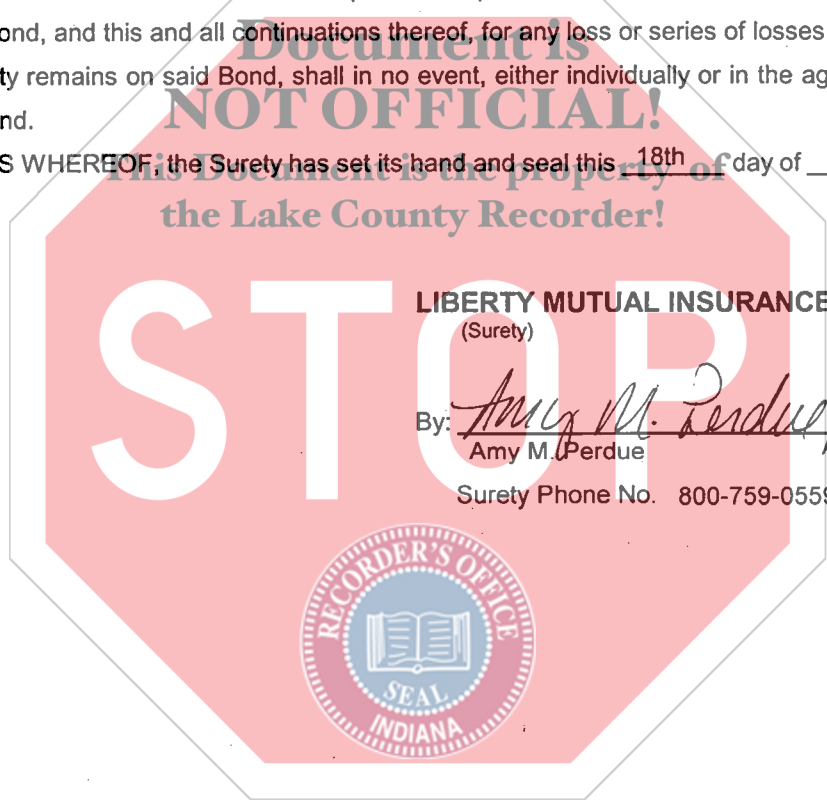 ond, and this and all continuations thereof, for any loss or series of losses
Document is
ty remains on said Bond, shall in no event, either individually or in the ag
NOT OFFICIAL!
nd.
S WHEREOF, the Surety has set its hand and seal this 18th day of
This Document is the property of
the Lake County Recorder!
STOP
LIBERTY MUTUAL INSURANCE
(Surety)
By: Amy M. Perdue
Amy M. Perdue
Surety Phone No. 800-759-0559
RECORDER'S OFFICE
SEAL
INDIANA